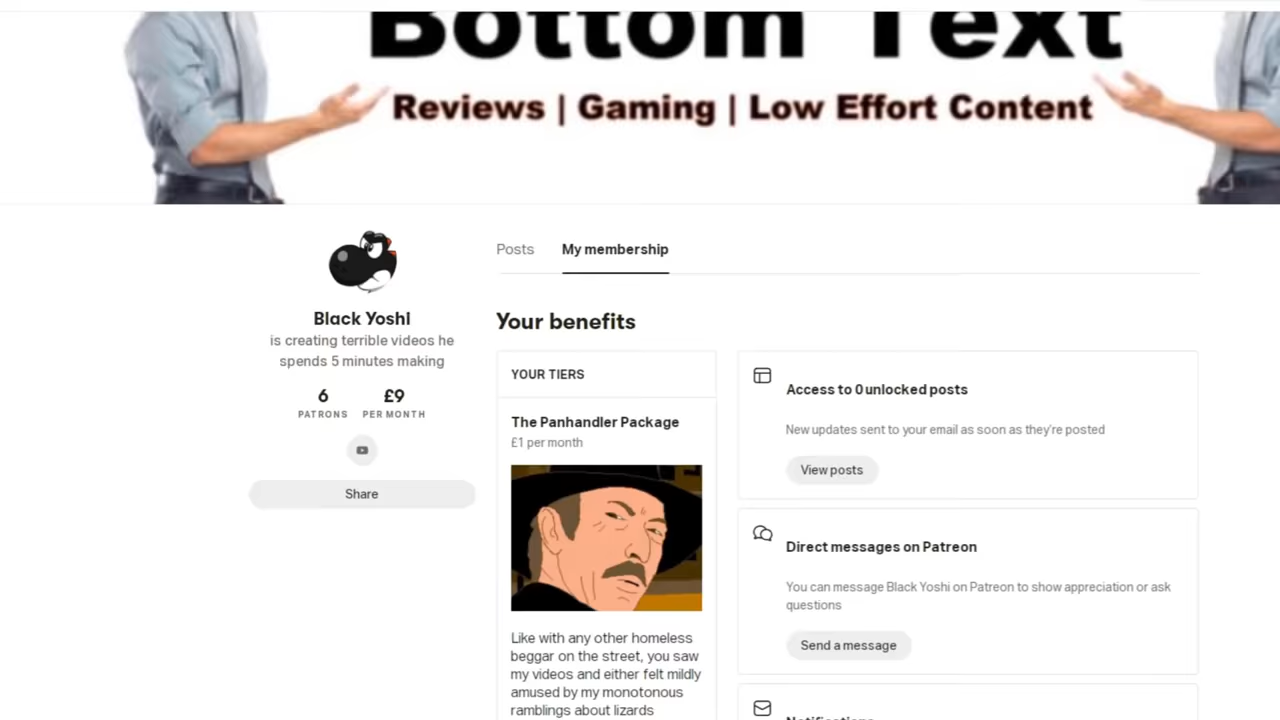 Bottom Text
Reviews | Gaming | Low Effort Content
Posts
My membership
Black Yoshi
is creating terrible videos he
spends 5 minutes making
6
PATRONS
£9
PER MONTH
Share
Your benefits
YOUR TIERS
The Panhandler Package
£1 per month
Like with any other homeless
beggar on the street, you saw
my videos and either felt mildly
amused by my monotonous
ramblings about lizards
Access to 0 unlocked posts
New updates sent to your email as soon as they're posted
View posts
Direct messages on Patreon
You can message Black Yoshi on Patreon to show appreciation or ask
questions
Send a message
Notifications